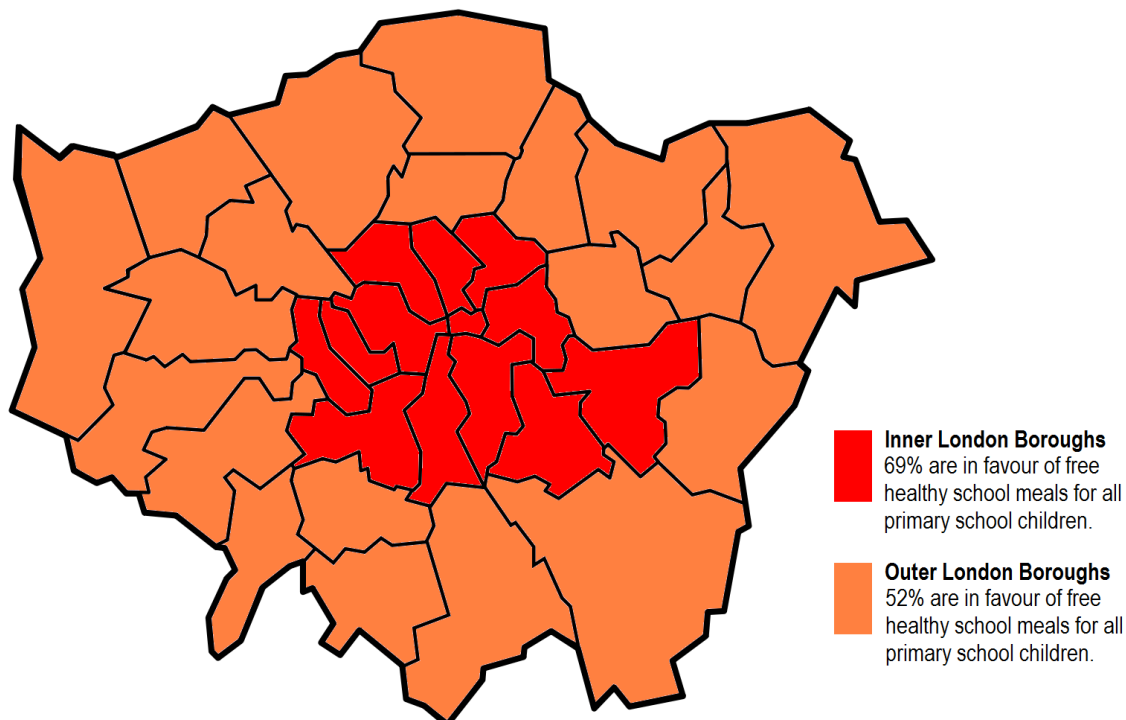 Inner London Boroughs
69% are in favour of free
healthy school meals for all
primary school children.
Outer London Boroughs
52% are in favour of free
healthy school meals for all
primary school children.